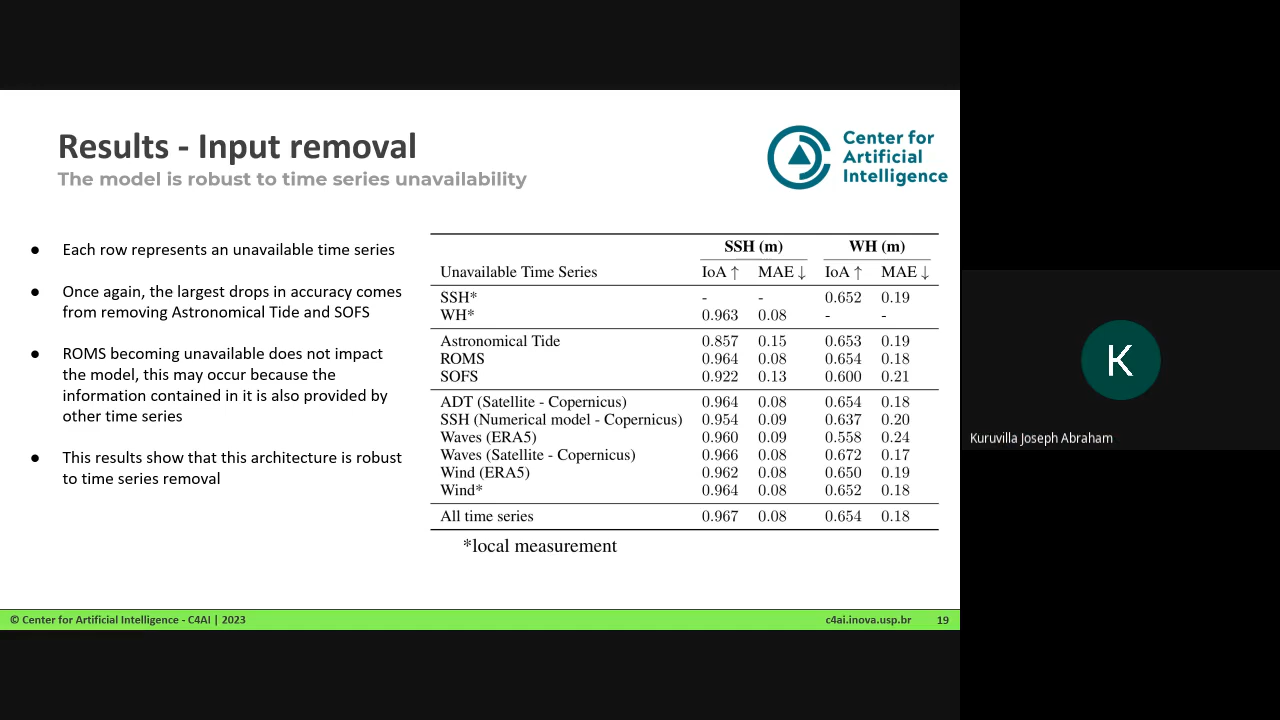 Results - Input removal
The model is robust to time series unavailability
Center for
Artificial
Intelligence
● Each row represents an unavailable time series
● Once again, the largest drops in accuracy comes
from removing Astronomical Tide and SOFS
● ROMS becoming unavailable does not impact
the model, this may occur because the
information contained in it is also provided by
other time series
● This results show that this architecture is robust
to time series removal
SSH (m) WH (m)
Unavailable Time Series IoA ↑ MAE ↓ IoA ↑ MAE ↓
SSH* - - 0.652 0.19
WH* 0.963 0.08 - -
Astronomical Tide 0.857 0.15 0.653 0.19
ROMS 0.964 0.08 0.654 0.18
SOFS 0.922 0.13 0.600 0.21
ADT (Satellite - Copernicus) 0.964 0.08 0.654 0.18
SSH (Numerical model - Copernicus) 0.954 0.09 0.637 0.20
Waves (ERA5) 0.960 0.09 0.558 0.24
Waves (Satellite - Copernicus) 0.966 0.08 0.672 0.17
Wind (ERA5) 0.962 0.08 0.650 0.19
Wind* 0.964 0.08 0.652 0.18
All time series 0.967 0.08 0.654 0.18
*local measurement
© Center for Artificial Intelligence - C4AI | 2023
c4ai.inova.usp.br 19
K
Kuruvilla Joseph Abraham